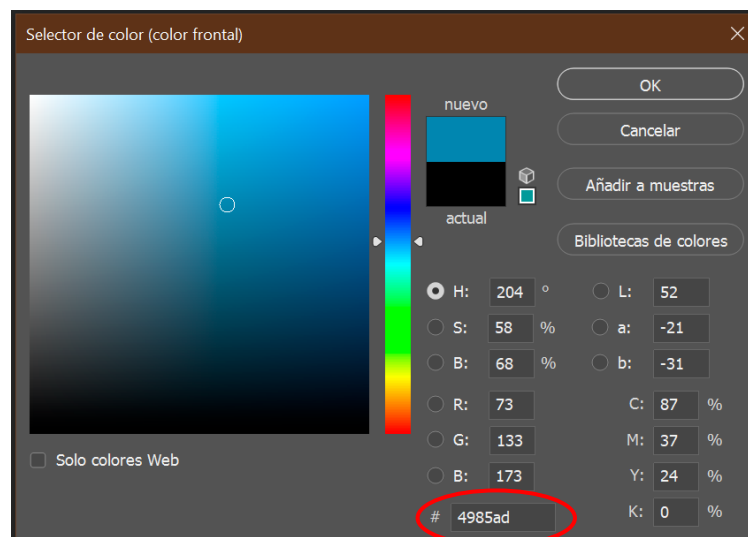 Selector de color (color frontal)
nuevo
actual
OK
Cancelar
Añadir a muestras
Bibliotecas de colores
H: 204 ° L: 52
S: 58 % a: -21
B: 68 % b: -31
R: 73 C: 87 %
G: 133 M: 37 %
B: 173 Y: 24 %
# 4985ad K: 0 %
Solo colores Web